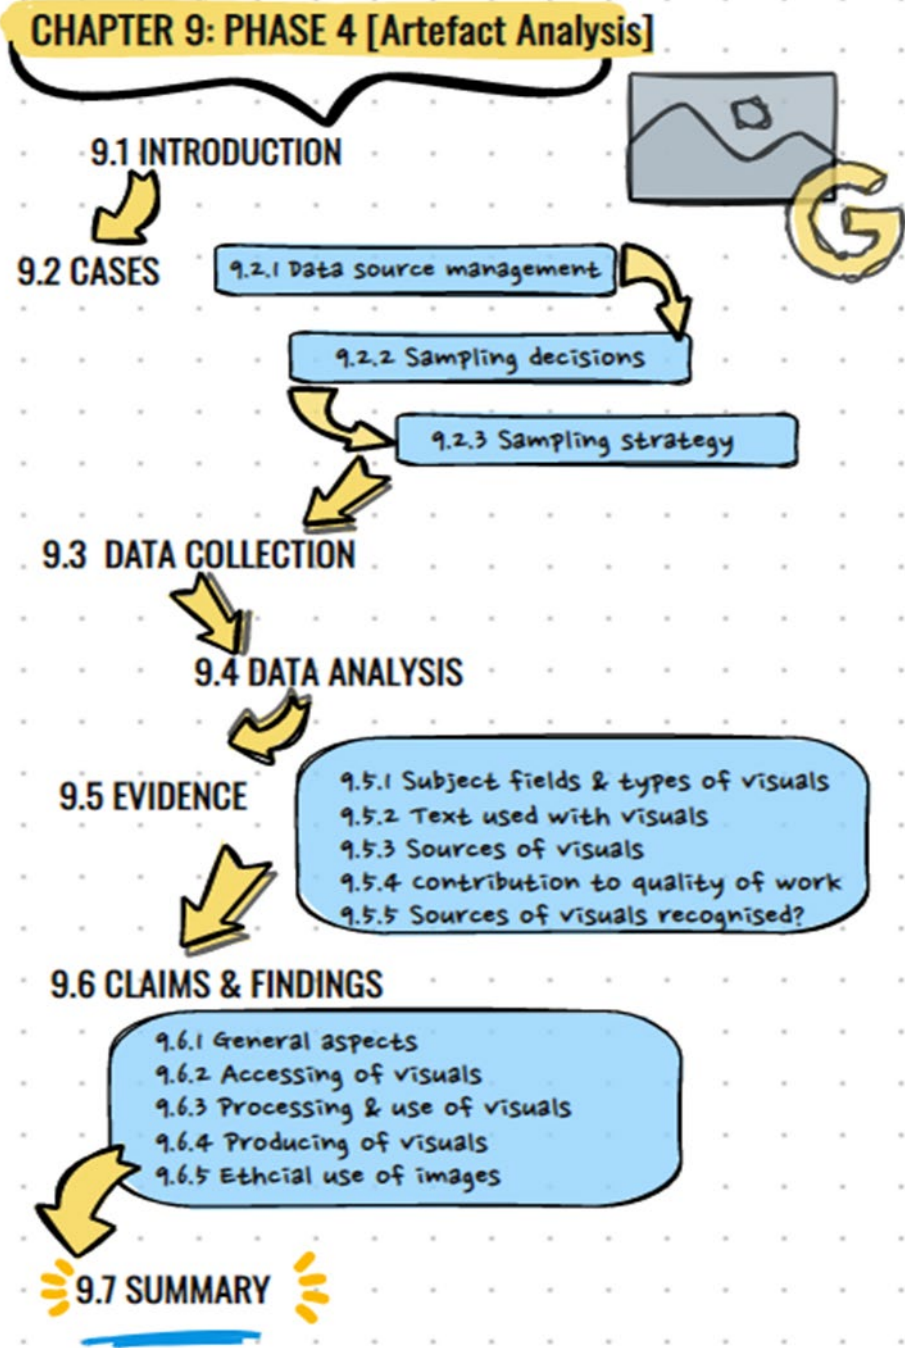 CHAPTER 9: PHASE 4 [Artefact Analysis]
9.1 INTRODUCTION
G
9.2 CASES
9.2.1 Data source management
9.2.2 Sampling decisions
9.2.3 Sampling strategy
9.3 DATA COLLECTION
9.4 DATA ANALYSIS
9.5 EVIDENCE
9.5.1 Subject fields & types of visuals
9.5.2 Text used with visuals
9.5.3 Sources of visuals
9.5.4 contribution to quality of work
9.5.5 Sources of visuals recognised?
9.6 CLAIMS & FINDINGS
9.6.1 General aspects
9.6.2 Accessing of visuals
9.6.3 Processing & use of visuals
9.6.4 Producing of visuals
9.6.5 Ethcial use of images
9.7 SUMMARY